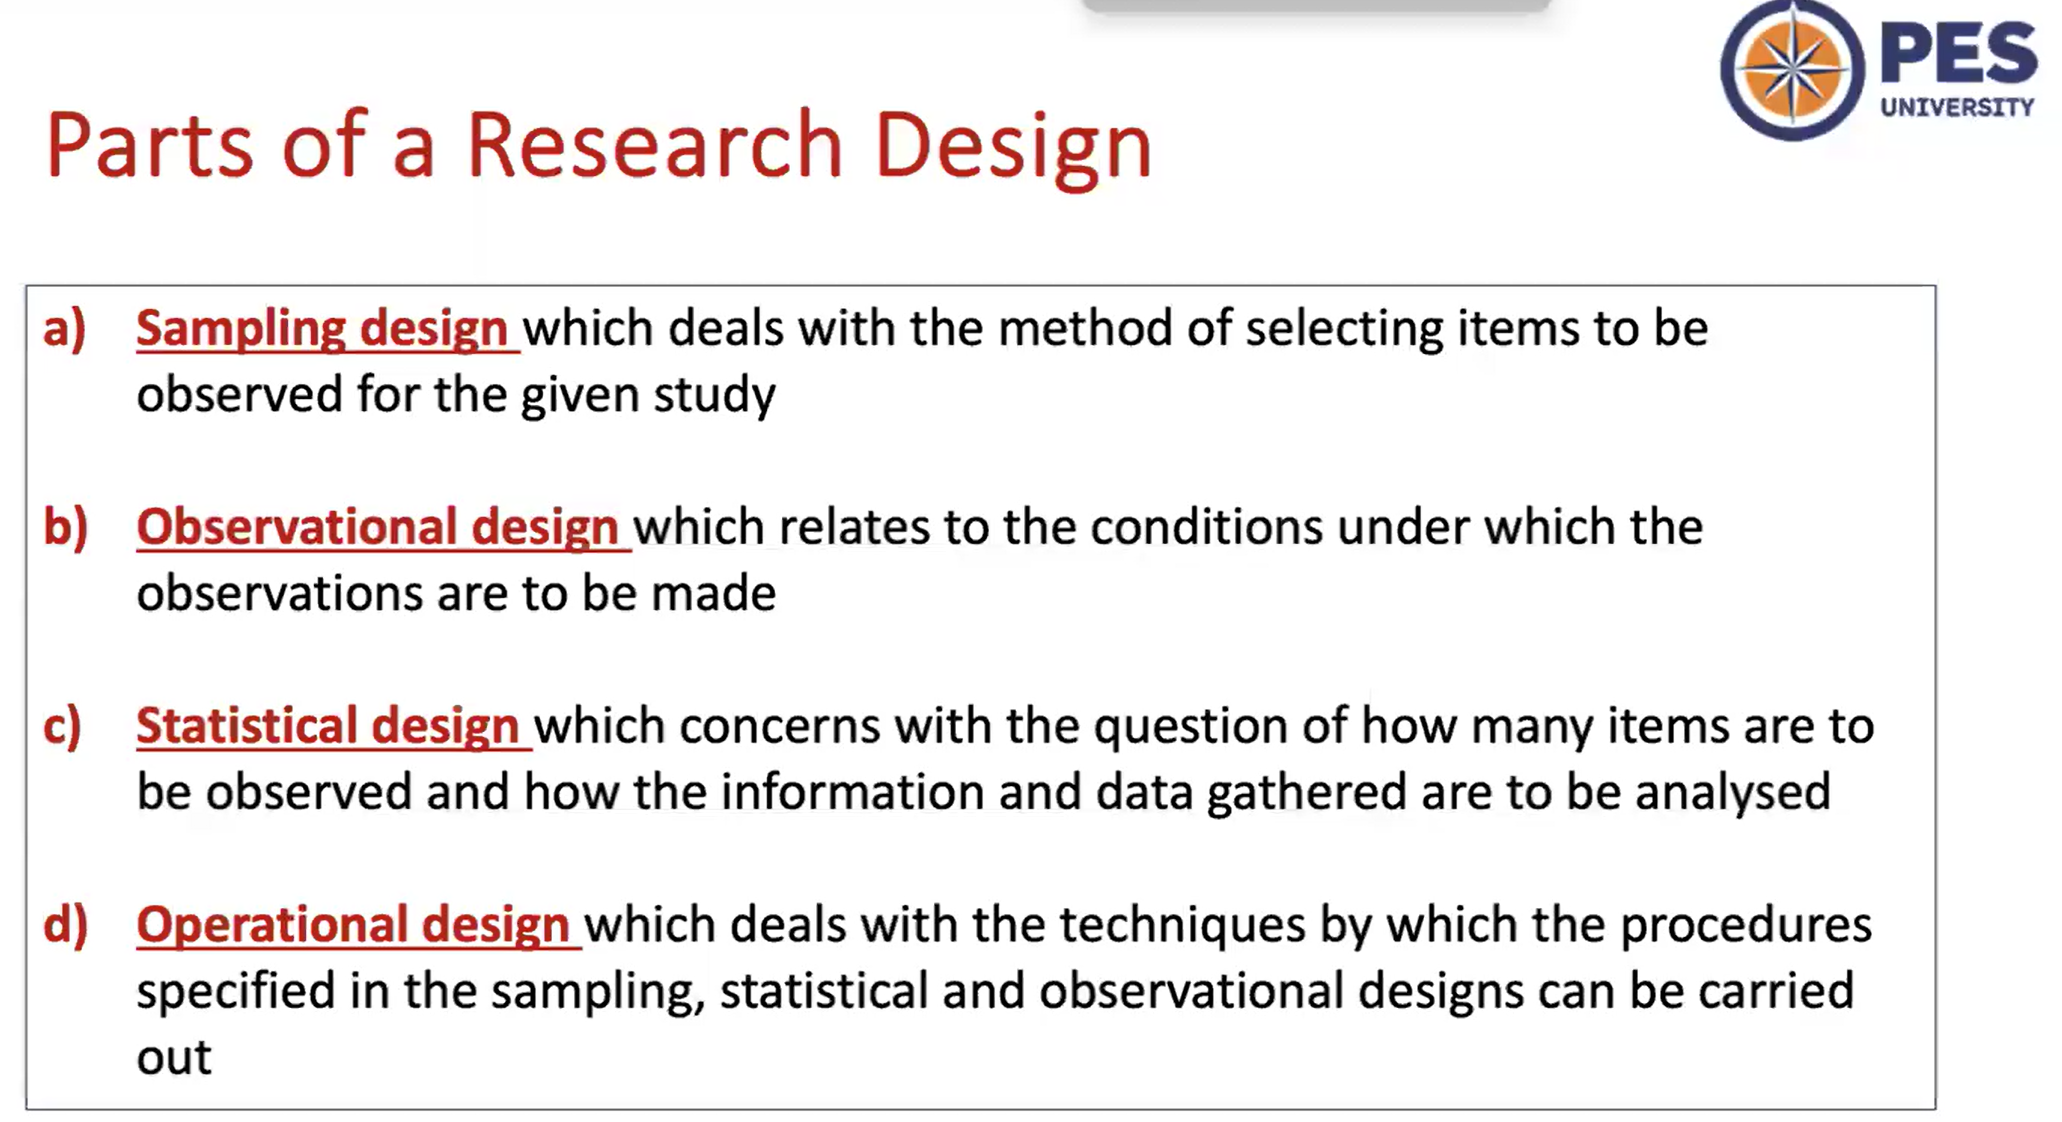 PES
UNIVERSITY
Parts of a Research Design
a) Sampling design which deals with the method of selecting items to be
observed for the given study
b) Observational design which relates to the conditions under which the
observations are to be made
c) Statistical design which concerns with the question of how many items are to
be observed and how the information and data gathered are to be analysed
d) Operational design which deals with the techniques by which the procedures
specified in the sampling, statistical and observational designs can be carried
out